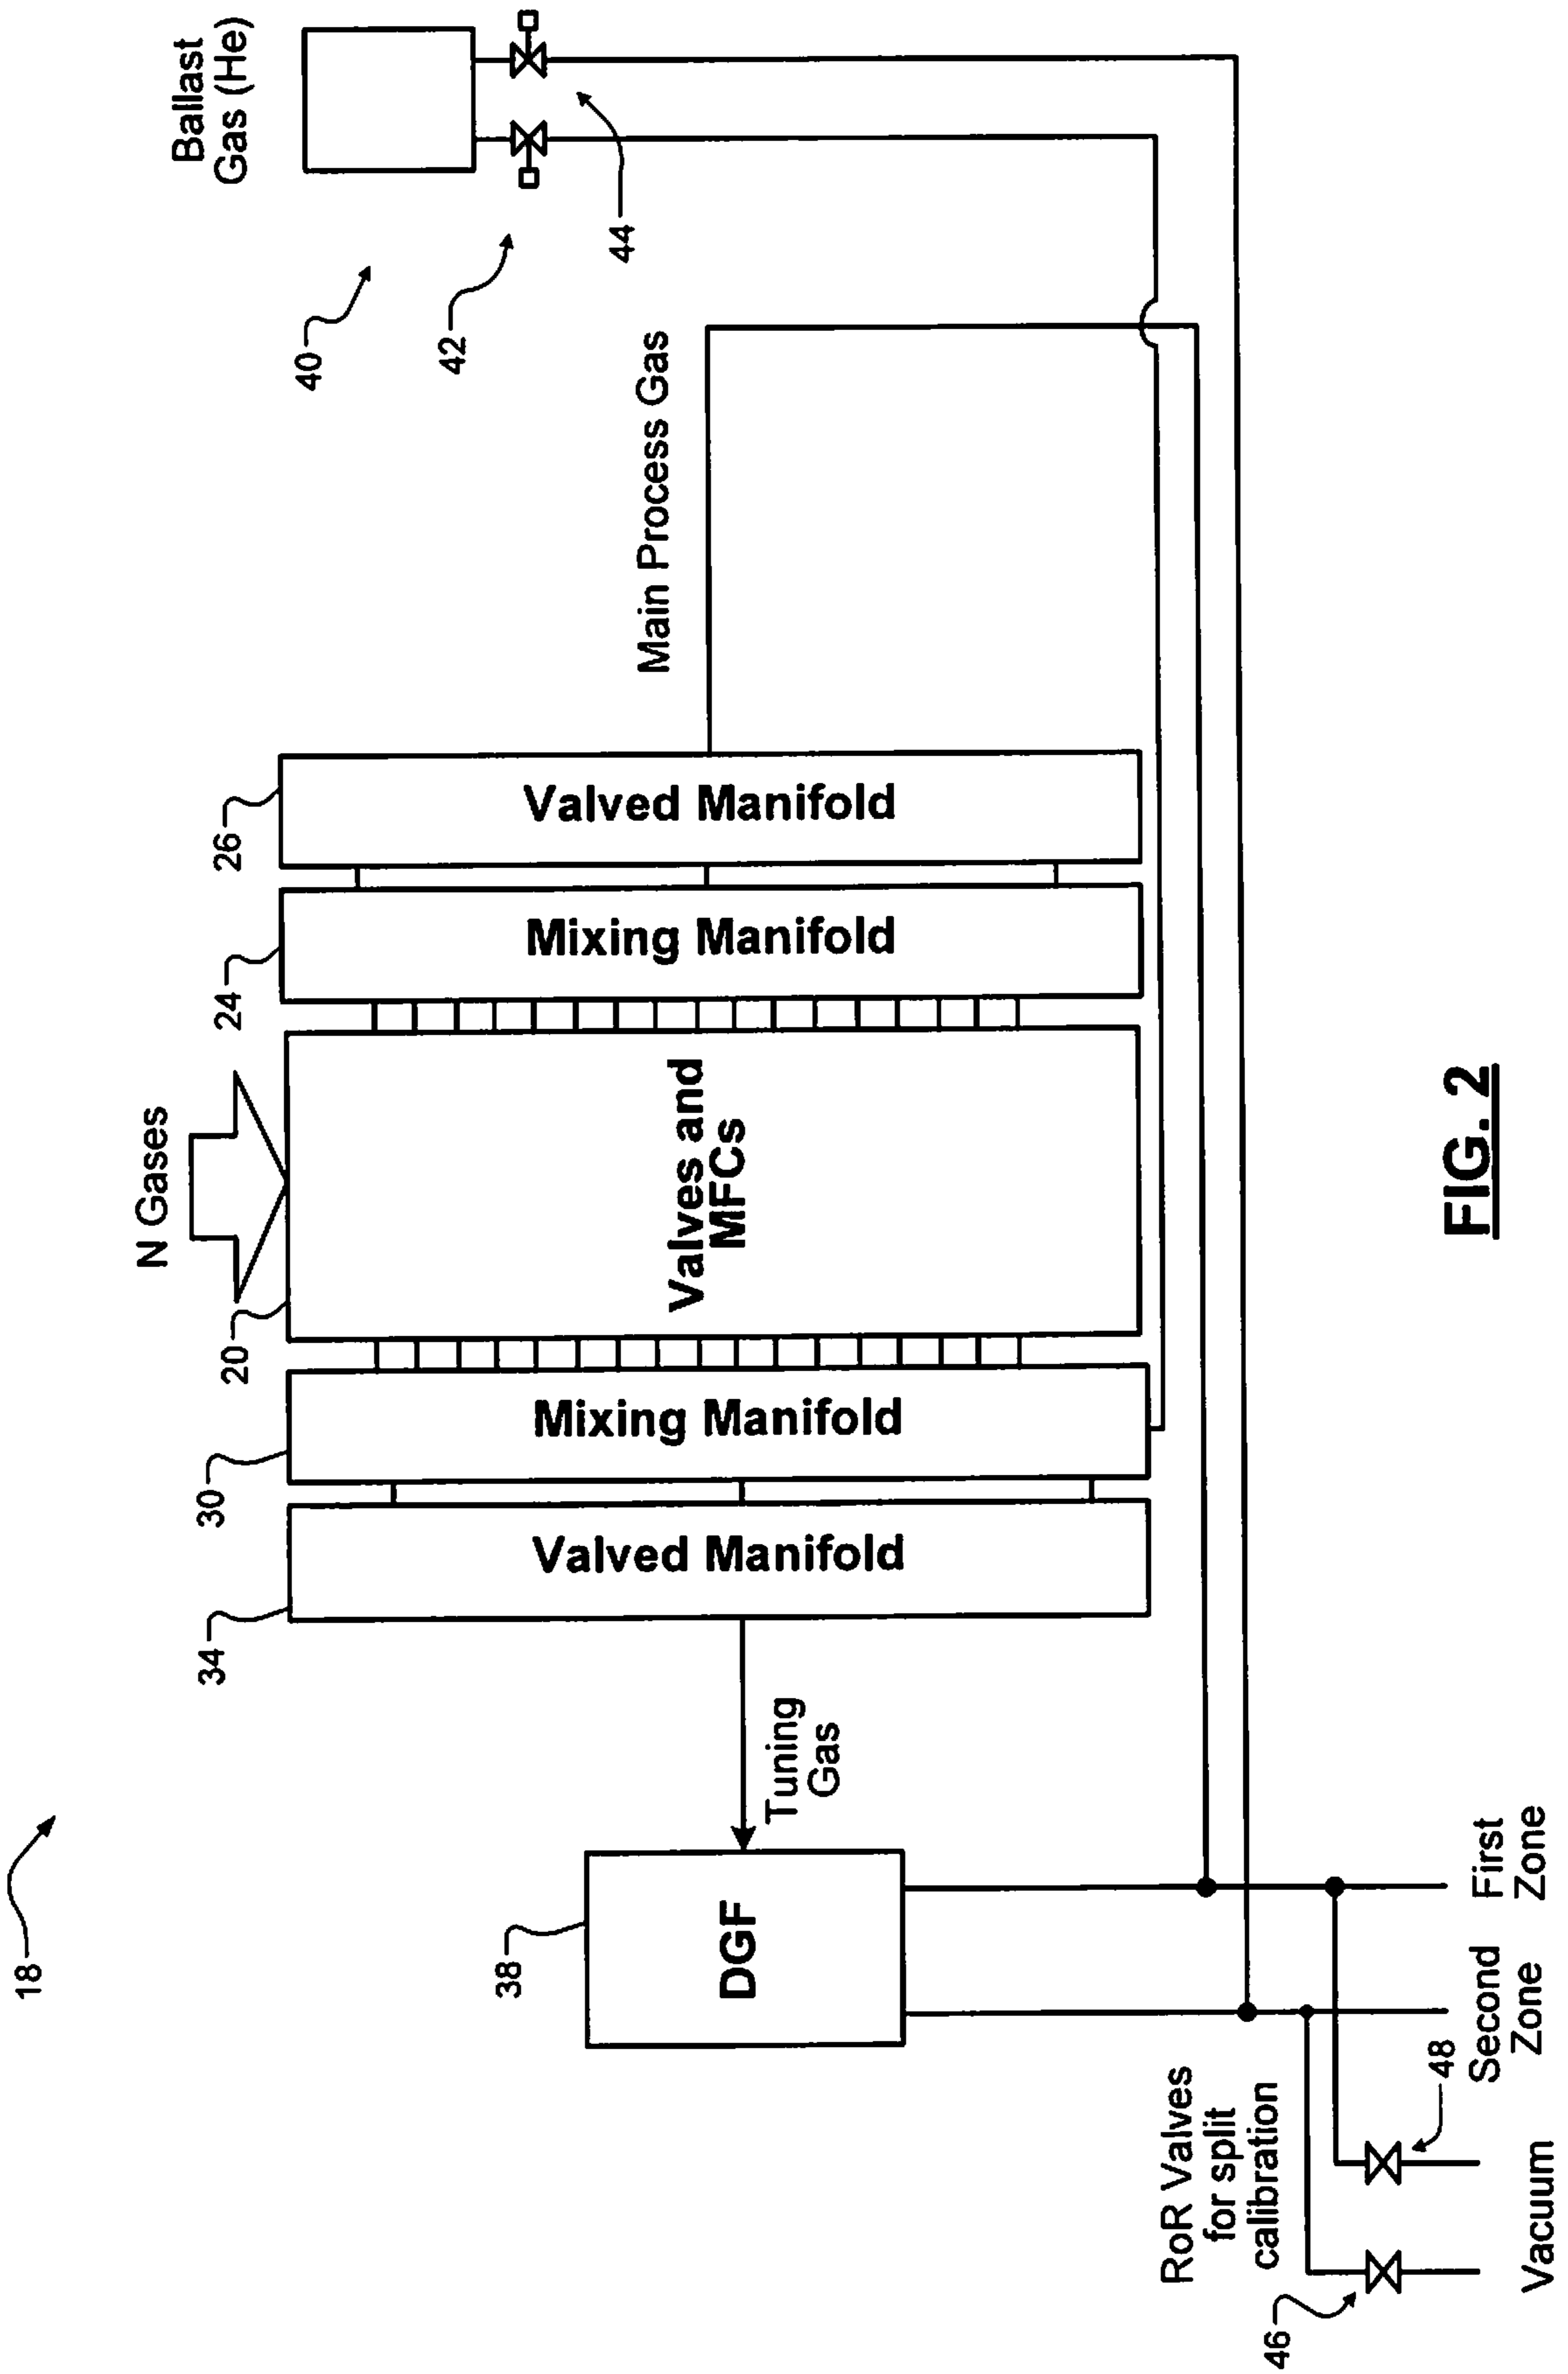 18
N Gases
Ballast
Gas (He)
34
30
20
24
26
40
42
44
38
DGF
Tuning
Gas
Valved Manifold
Mixing Manifold
Valves and
MFCs
Mixing Manifold
Valved Manifold
Main Process Gas
46
RoR Valves
for split
calibration
48
Vacuum
Second
Zone
First
Zone
FIG. 2